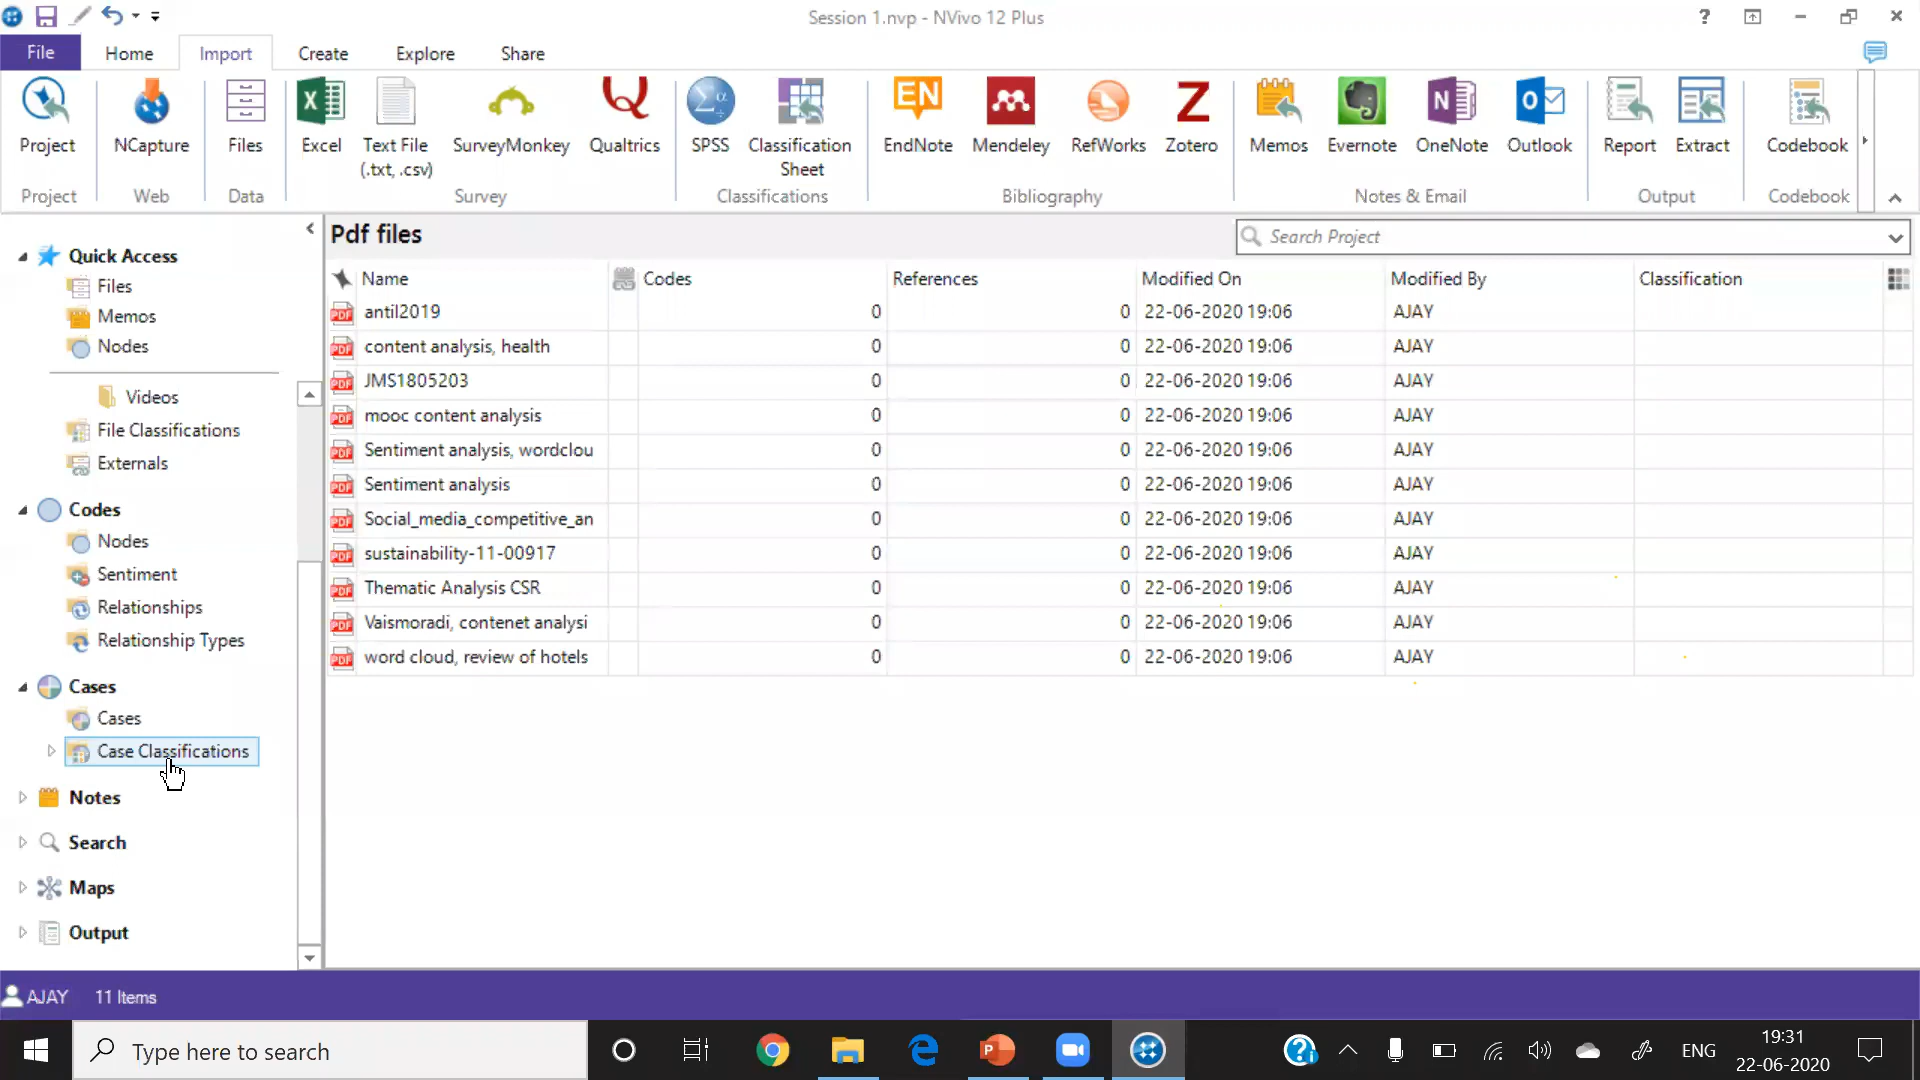 Session 1.nvp - NVivo 12 Plus
File Home Import Create Explore Share
Project NCapture Files Excel Text File (.txt, .csv) SurveyMonkey Qualtrics SPSS Classification Sheet EndNote Mendeley RefWorks Zotero Memos Evernote OneNote Outlook Report Extract Codebook
Project Web Data Survey Classifications Bibliography Notes & Email Output Codebook
Quick Access
Files
Memos
Nodes
Videos
File Classifications
Externals
Codes
Nodes
Sentiment
Relationships
Relationship Types
Cases
Cases
Case Classifications
Notes
Search
Maps
Output
Pdf files
Search Project
Name Codes References Modified On Modified By Classification
antil2019 0 0 22-06-2020 19:06 AJAY
content analysis, health 0 0 22-06-2020 19:06 AJAY
JMS1805203 0 0 22-06-2020 19:06 AJAY
mooc content analysis 0 0 22-06-2020 19:06 AJAY
Sentiment analysis, wordclou 0 0 22-06-2020 19:06 AJAY
Sentiment analysis 0 0 22-06-2020 19:06 AJAY
Social_media_competitive_an 0 0 22-06-2020 19:06 AJAY
sustainability-11-00917 0 0 22-06-2020 19:06 AJAY
Thematic Analysis CSR 0 0 22-06-2020 19:06 AJAY
Vaismoradi, contenet analysi 0 0 22-06-2020 19:06 AJAY
word cloud, review of hotels 0 0 22-06-2020 19:06 AJAY
AJAY 11 Items
Type here to search
ENG
19:31
22-06-2020